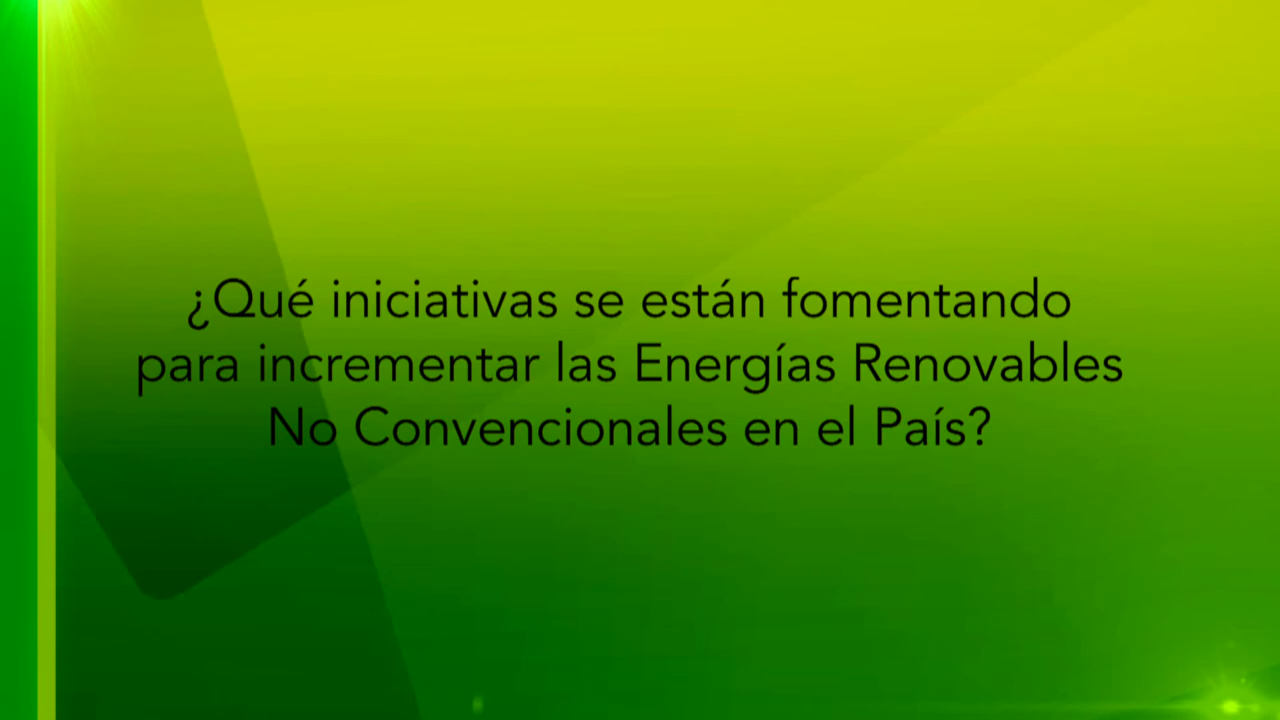 ¿Qué iniciativas se están fomentando
para incrementar las Energías Renovables
No Convencionales en el País?